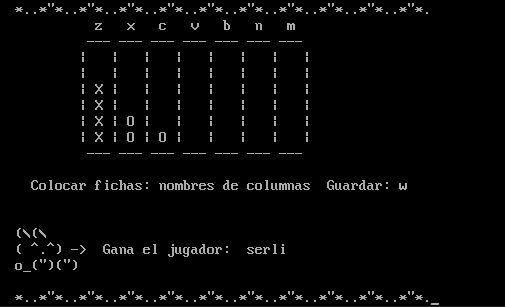 *..*"*..*"*..*"*..*"*..*"*..*"*..*"*..*"*.
z x c v b n m
--- --- --- --- --- --- ---
¦ ¦ ¦ ¦ ¦ ¦ ¦ ¦
¦ ¦ ¦ ¦ ¦ ¦ ¦ ¦
¦ X ¦ ¦ ¦ ¦ ¦ ¦ ¦
¦ X ¦ ¦ ¦ ¦ ¦ ¦ ¦
¦ X ¦ O ¦ ¦ ¦ ¦ ¦ ¦
¦ X ¦ O ¦ O ¦ ¦ ¦ ¦ ¦
--- --- --- --- --- --- ---
Colocar fichas: nombres de columnas Guardar: w
(\(\
( ^.^) -> Gana el jugador: serli
o_(")(")
*..*"*..*"*..*"*..*"*..*"*..*"*..*"*..*"*._